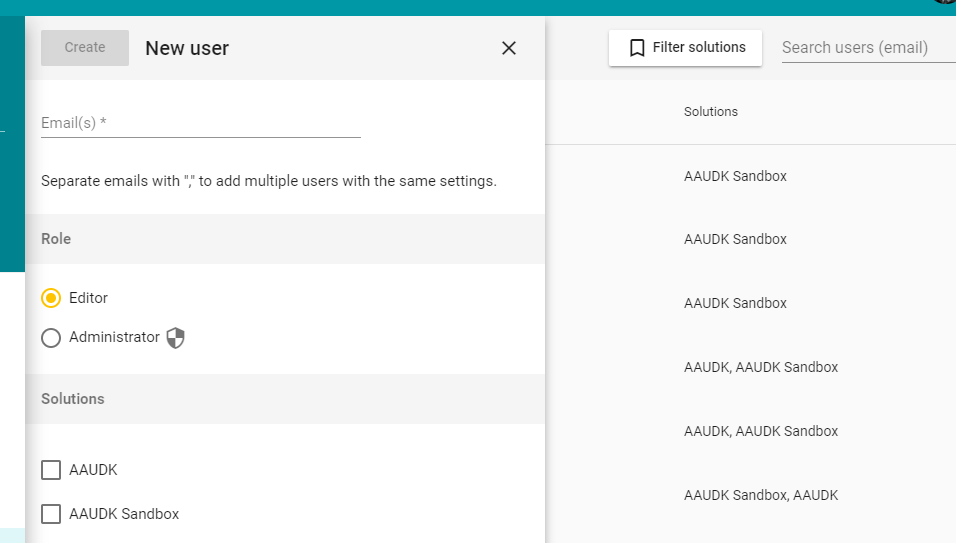 Create
New user
Filter solutions
Search users (email)
Email(s) *
Separate emails with "," to add multiple users with the same settings.
Role
Editor
Administrator
Solutions
AAUDK
AAUDK Sandbox
Solutions
AAUDK Sandbox
AAUDK Sandbox
AAUDK Sandbox
AAUDK, AAUDK Sandbox
AAUDK, AAUDK Sandbox
AAUDK Sandbox, AAUDK